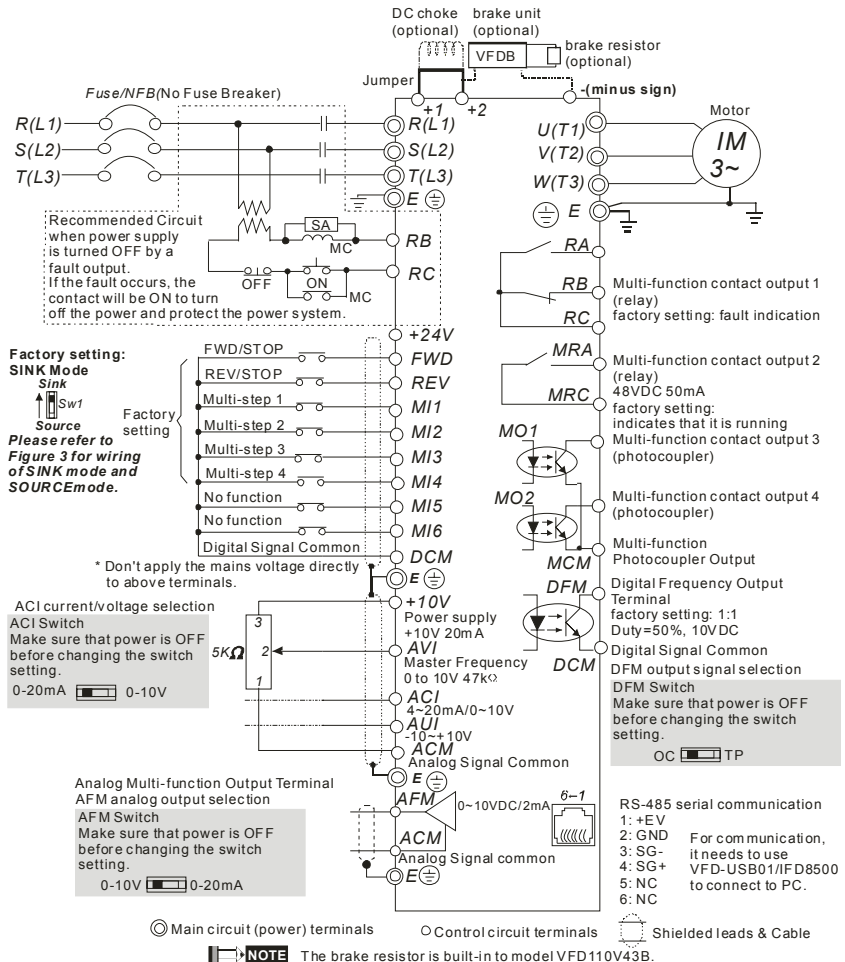 DC choke
(optional)
brake unit
(optional)
VFDB
brake resistor
(optional)
Jumper
-(minus sign)
+1
+2
Fuse/NFB(No Fuse Breaker)
R(L1)
S(L2)
T(L3)
R(L1)
S(L2)
T(L3)
E
Recommended Circuit
when power supply
is turned OFF by a
fault output.
If the fault occurs, the
contact will be ON to turn
off the power and protect the power system.
SA
MC
OFF
ON
MC
RB
RC
U(T1)
V(T2)
W(T3)
E
Motor
IM
3~
RA
RB
RC
Multi-function contact output 1
(relay)
factory setting: fault indication
MRA
MRC
Multi-function contact output 2
(relay)
48VDC 50mA
factory setting:
indicates that it is running
MO1
Multi-function contact output 3
(photocoupler)
MO2
Multi-function contact output 4
(photocoupler)
MCM
Multi-function
Photocoupler Output
DFM
Digital Frequency Output
Terminal
factory setting: 1:1
Duty=50%, 10VDC
DCM
Digital Signal Common
DFM output signal selection
DFM Switch
Make sure that power is OFF
before changing the switch
setting.
OC TP
Factory setting:
SINK Mode
Sink
Sw1
Source
Please refer to
Figure 3 for wiring
of SINK mode and
SOURCEmode.
Factory
setting
+24V
FWD/STOP
FWD
REV/STOP
REV
Multi-step 1
MI1
Multi-step 2
MI2
Multi-step 3
MI3
Multi-step 4
MI4
No function
MI5
No function
MI6
Digital Signal Common
DCM
* Don't apply the mains voltage directly
to above terminals.
E
ACI current/voltage selection
ACI Switch
Make sure that power is OFF
before changing the switch
setting.
0-20mA 0-10V
5KΩ
3
2
1
+10V
Power supply
+10V 20mA
AVI
Master Frequency
0 to 10V 47kΩ
ACI
4~20mA/0~10V
AUI
-10~+10V
ACM
Analog Signal Common
E
Analog Multi-function Output Terminal
AFM analog output selection
AFM Switch
Make sure that power is OFF
before changing the switch
setting.
0-10V 0-20mA
AFM
0~10VDC/2mA
ACM
Analog Signal common
E
6←1
RS-485 serial communication
1: +EV
2: GND
3: SG-
4: SG+
5: NC
6: NC
For communication,
it needs to use
VFD-USB01/IFD8500
to connect to PC.
Main circuit (power) terminals
Control circuit terminals
Shielded leads & Cable
NOTE The brake resistor is built-in to model VFD110V43B.